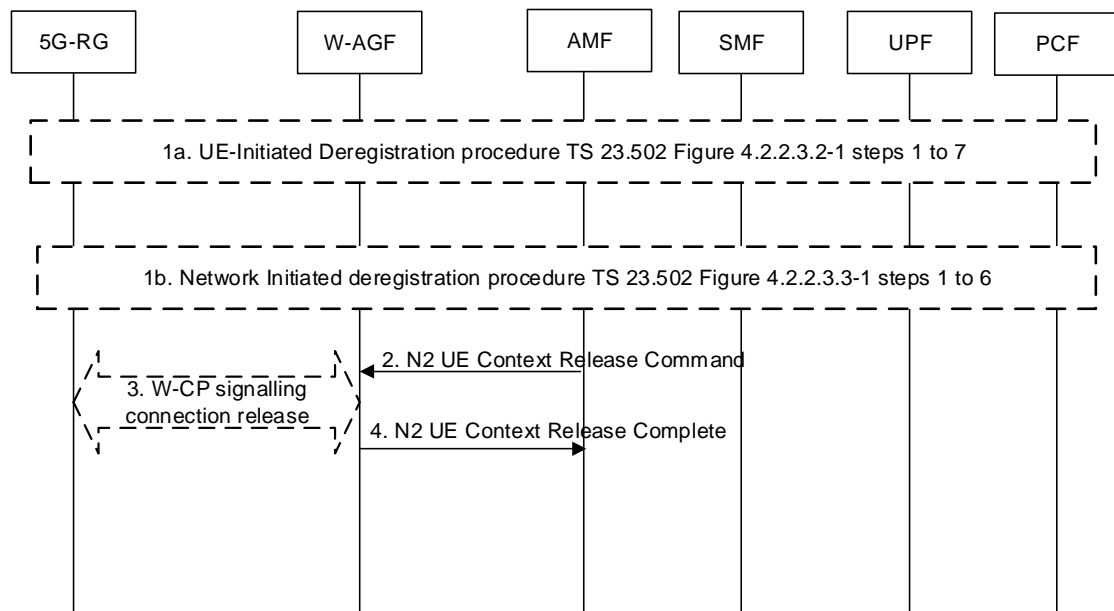 5G-RG
W-AGF
AMF
SMF
UPF
PCF
1a. UE-Initiated Deregistration procedure TS 23.502 Figure 4.2.2.3.2-1 steps 1 to 7
1b. Network Initiated deregistration procedure TS 23.502 Figure 4.2.2.3.3-1 steps 1 to 6
2. N2 UE Context Release Command
3. W-CP signalling
connection release
4. N2 UE Context Release Complete